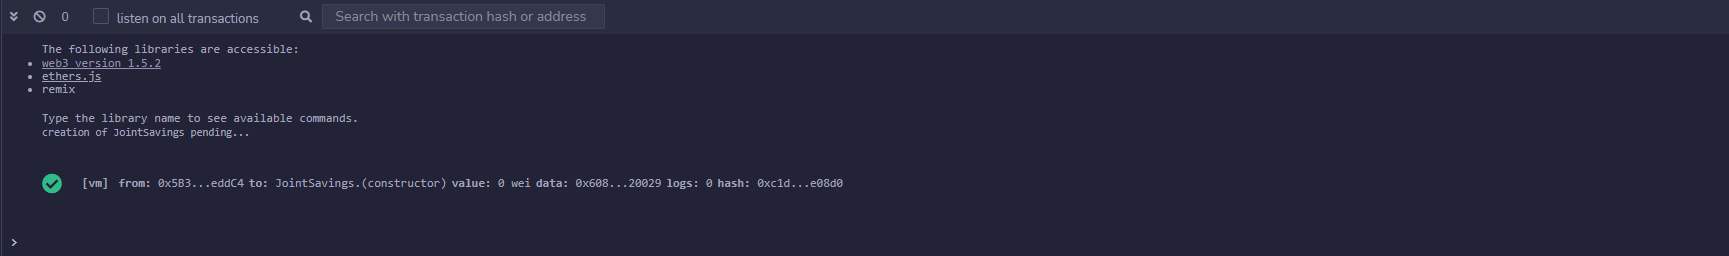 0 listen on all transactions Search with transaction hash or address
The following libraries are accessible:
web3 version 1.5.2
ethers.js
remix
Type the library name to see available commands.
creation of JointSavings pending...
[vm] from: 0x5B3...eddC4 to: JointSavings.(constructor) value: 0 wei data: 0x608...20029 logs: 0 hash: 0xc1d...e08d0
>